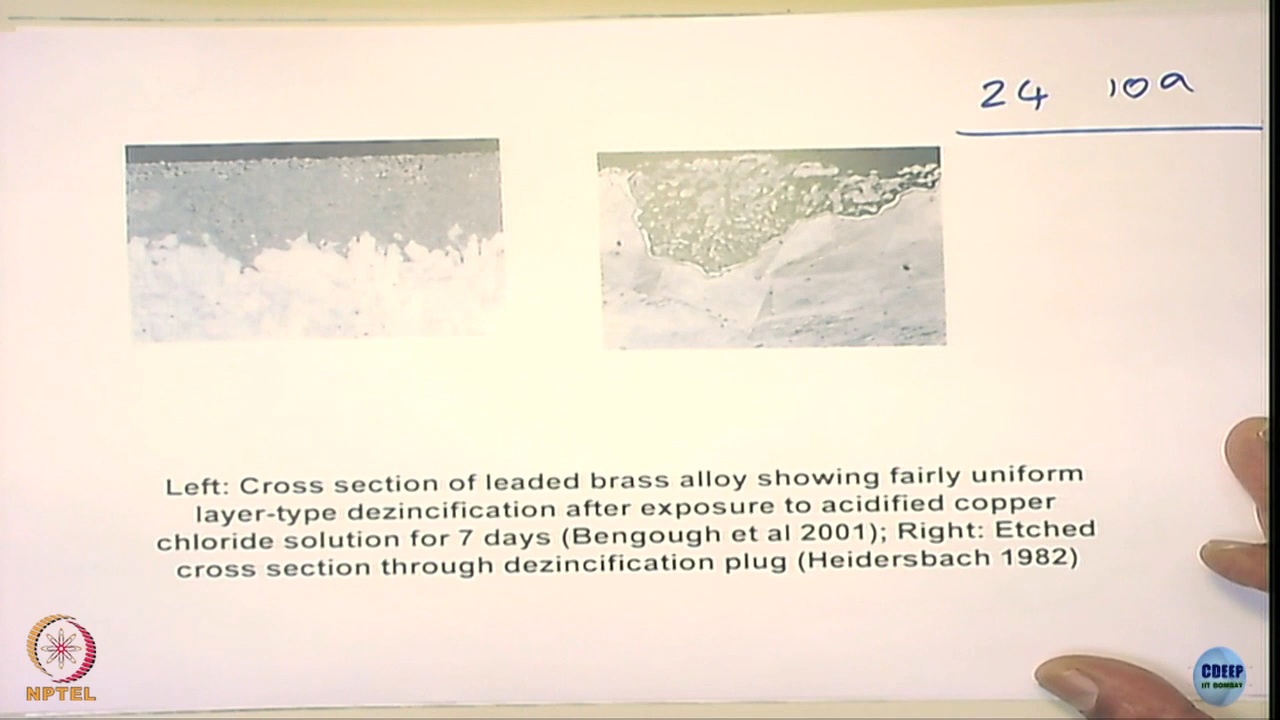 24 10a
Left: Cross section of leaded brass alloy showing fairly uniform
layer-type dezincification after exposure to acidified copper
chloride solution for 7 days (Bengough et al 2001); Right: Etched
cross section through dezincification plug (Heidersbach 1982)
NPTEL
CDEEP
IIT BOMBAY